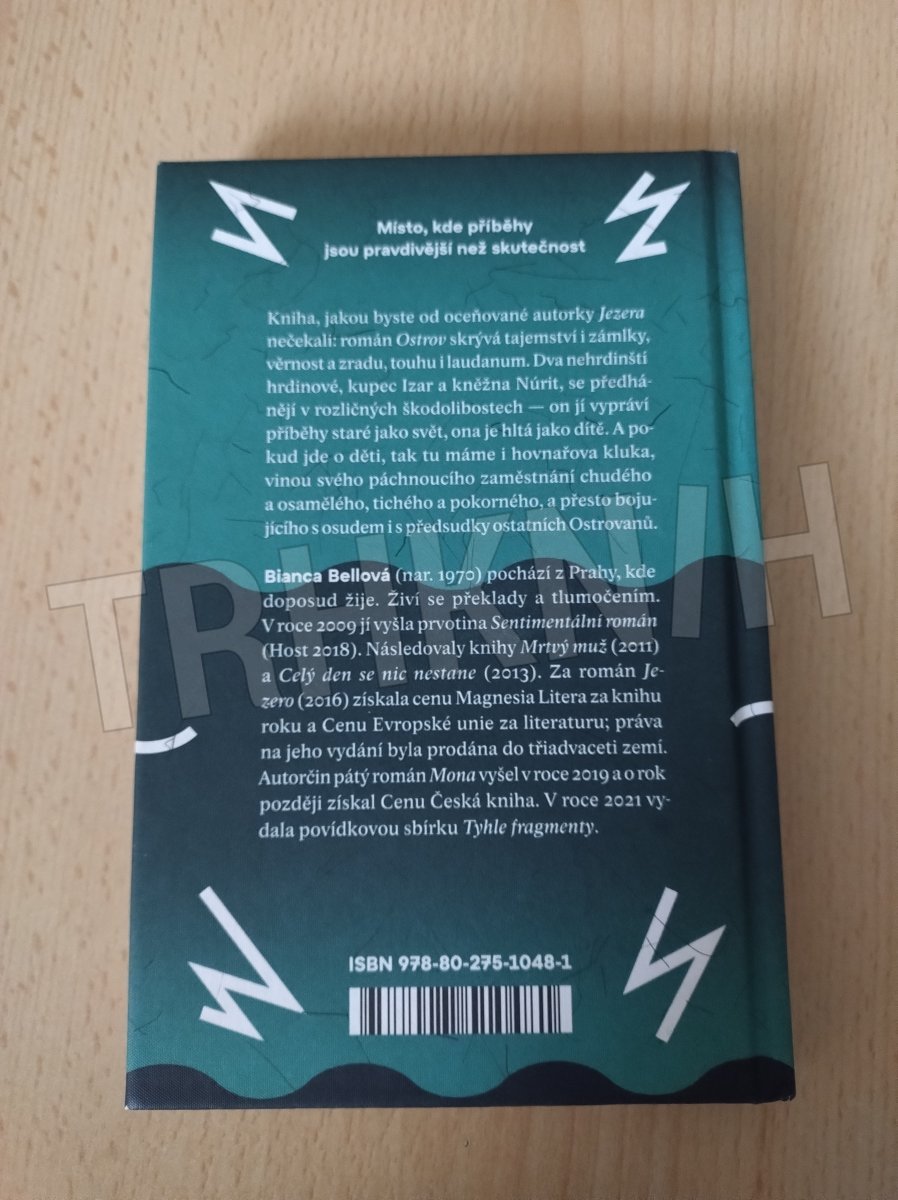 Místo, kde příběhy
jsou pravdivější než skutečnost
Kniha, jakou byste od oceňované autorky Jezera
nečekali: román Ostrov skrývá tajemství i zámlky,
věrnost a zradu, touhu i laudanum. Dva nehrdinští
hrdinové, kupec Izar a kněžna Núrit, se předhá-
nějí v rozličných škodolibostech — on jí vypráví
příběhy staré jako svět, ona je hltá jako dítě. A po-
kud jde o děti, tak tu máme i hovnařova kluka,
vinou svého páchnoucího zaměstnání chudého
a osamělého, tichého a pokorného, a přesto boju-
jícího s osudem i s předsudky ostatních Ostrovanů.
TRHKNIH
Bianca Bellová (nar. 1970) pochází z Prahy, kde
doposud žije. Živí se překlady a tlumočením.
V roce 2009 jí vyšla prvotina Sentimentální román
(Host 2018). Následovaly knihy Mrtvý muž (2011)
a Celý den se nic nestane (2013). Za román Je-
zero (2016) získala cenu Magnesia Litera za knihu
roku a Cenu Evropské unie za literaturu; práva
na jeho vydání byla prodána do třiadvaceti zemí.
Autorčin pátý román Mona vyšel v roce 2019 a o rok
později získal Cenu Česká kniha. V roce 2021 vy-
dala povídkovou sbírku Tyhle fragmenty.
ISBN 978-80-275-1048-1